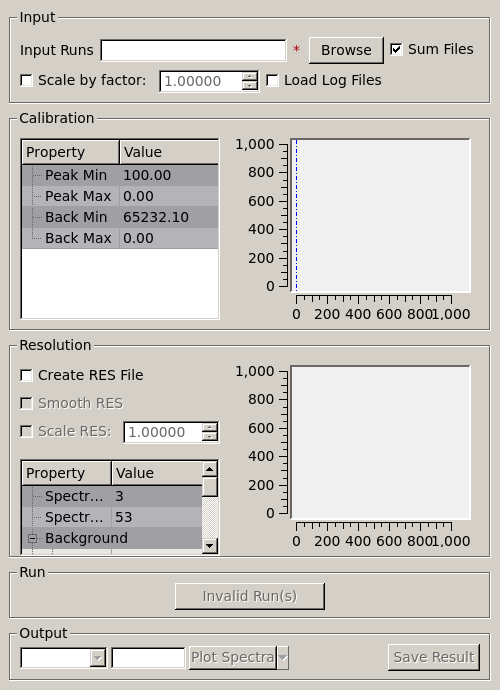 Input
Input Runs * Browse Sum Files
Scale by factor: 1.00000 Load Log Files
Calibration
Property Value
Peak Min 100.00
Peak Max 0.00
Back Min 65232.10
Back Max 0.00
1,000
800
600
400
200
0
0 200 400 600 800 1,000
Resolution
Create RES File
Smooth RES
Scale RES: 1.00000
Property Value
Spectr... 3
Spectr... 53
Background
1,000
800
600
400
200
0
0 200 400 600 800 1,000
Run
Invalid Run(s)
Output
Plot Spectra Save Result